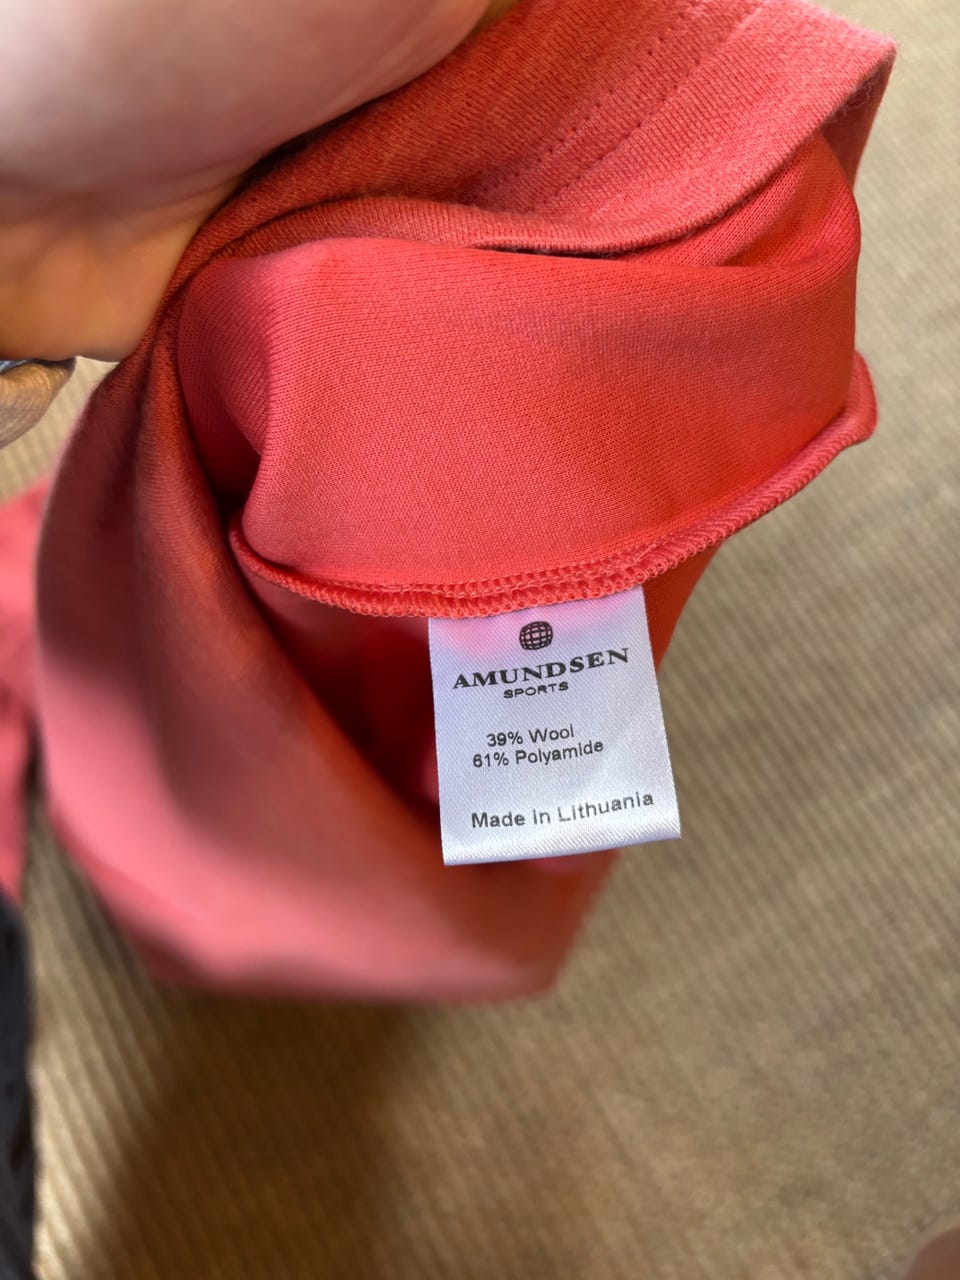 AMUNDSEN
SPORTS
39% Wool
61% Polyamide
Made in Lithuania